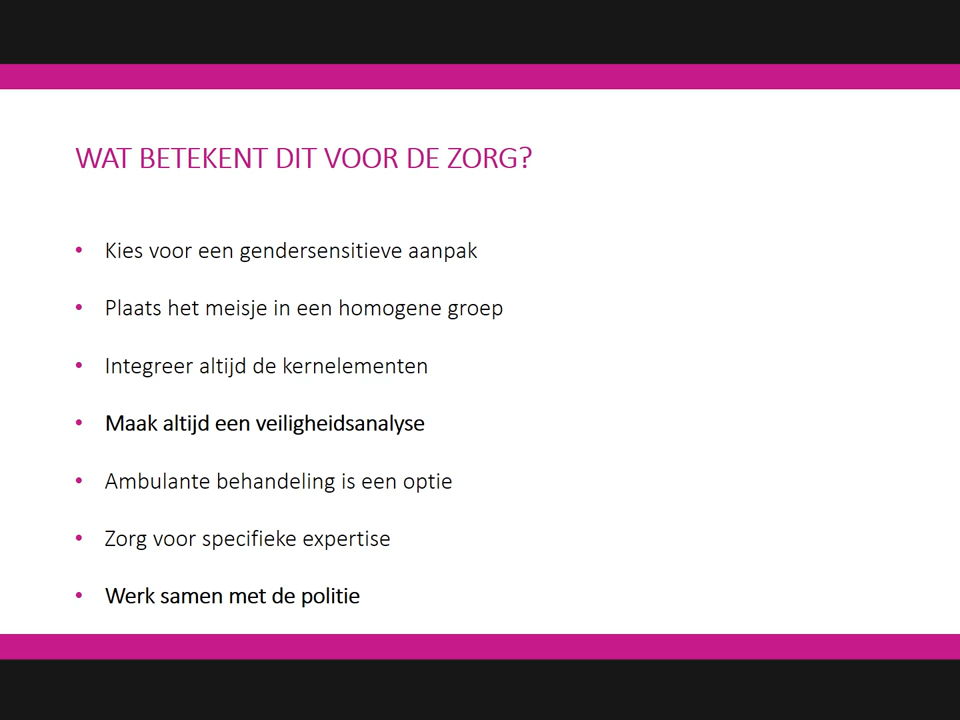 WAT BETEKENT DIT VOOR DE ZORG?
• Kies voor een gendersensitieve aanpak
• Plaats het meisje in een homogene groep
• Integreer altijd de kernelementen
• Maak altijd een veiligheidsanalyse
• Ambulante behandeling is een optie
• Zorg voor specifieke expertise
• Werk samen met de politie